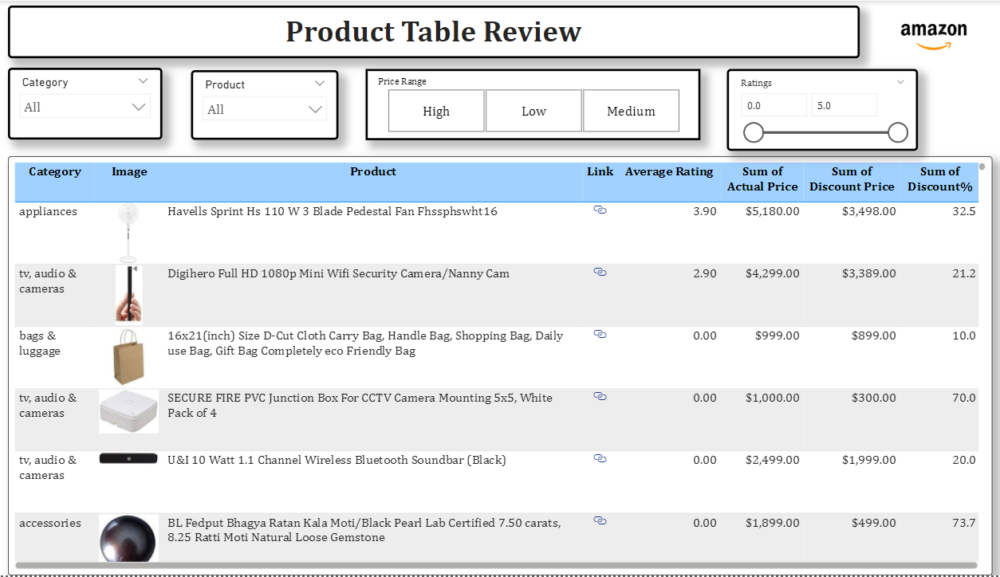 Product Table Review
amazon
Category
All
Product
All
Price Range
High Low Medium
Ratings
0.0 5.0
Category Image Product Link Average Rating Sum of Actual Price Sum of Discount Price Sum of Discount%
appliances Havells Sprint Hs 110 W 3 Blade Pedestal Fan Fhssphswht16 3.90 $5,180.00 $3,498.00 32.5
tv, audio & Digihero Full HD 1080p Mini Wifi Security Camera/Nanny Cam 2.90 $4,299.00 $3,389.00 21.2
cameras
bags & 16x21(inch) Size D-Cut Cloth Carry Bag, Handle Bag, Shopping Bag, Daily 0.00 $999.00 $899.00 10.0
luggage use Bag, Gift Bag Completely eco Friendly Bag
tv, audio & SECURE FIRE PVC Junction Box For CCTV Camera Mounting 5x5, White 0.00 $1,000.00 $300.00 70.0
cameras Pack of 4
tv, audio & U&I 10 Watt 1.1 Channel Wireless Bluetooth Soundbar (Black) 0.00 $2,499.00 $1,999.00 20.0
cameras
accessories BL Fedput Bhagya Ratan Kala Moti/Black Pearl Lab Certified 7.50 carats, 0.00 $1,899.00 $499.00 73.7
8.25 Ratti Moti Natural Loose Gemstone